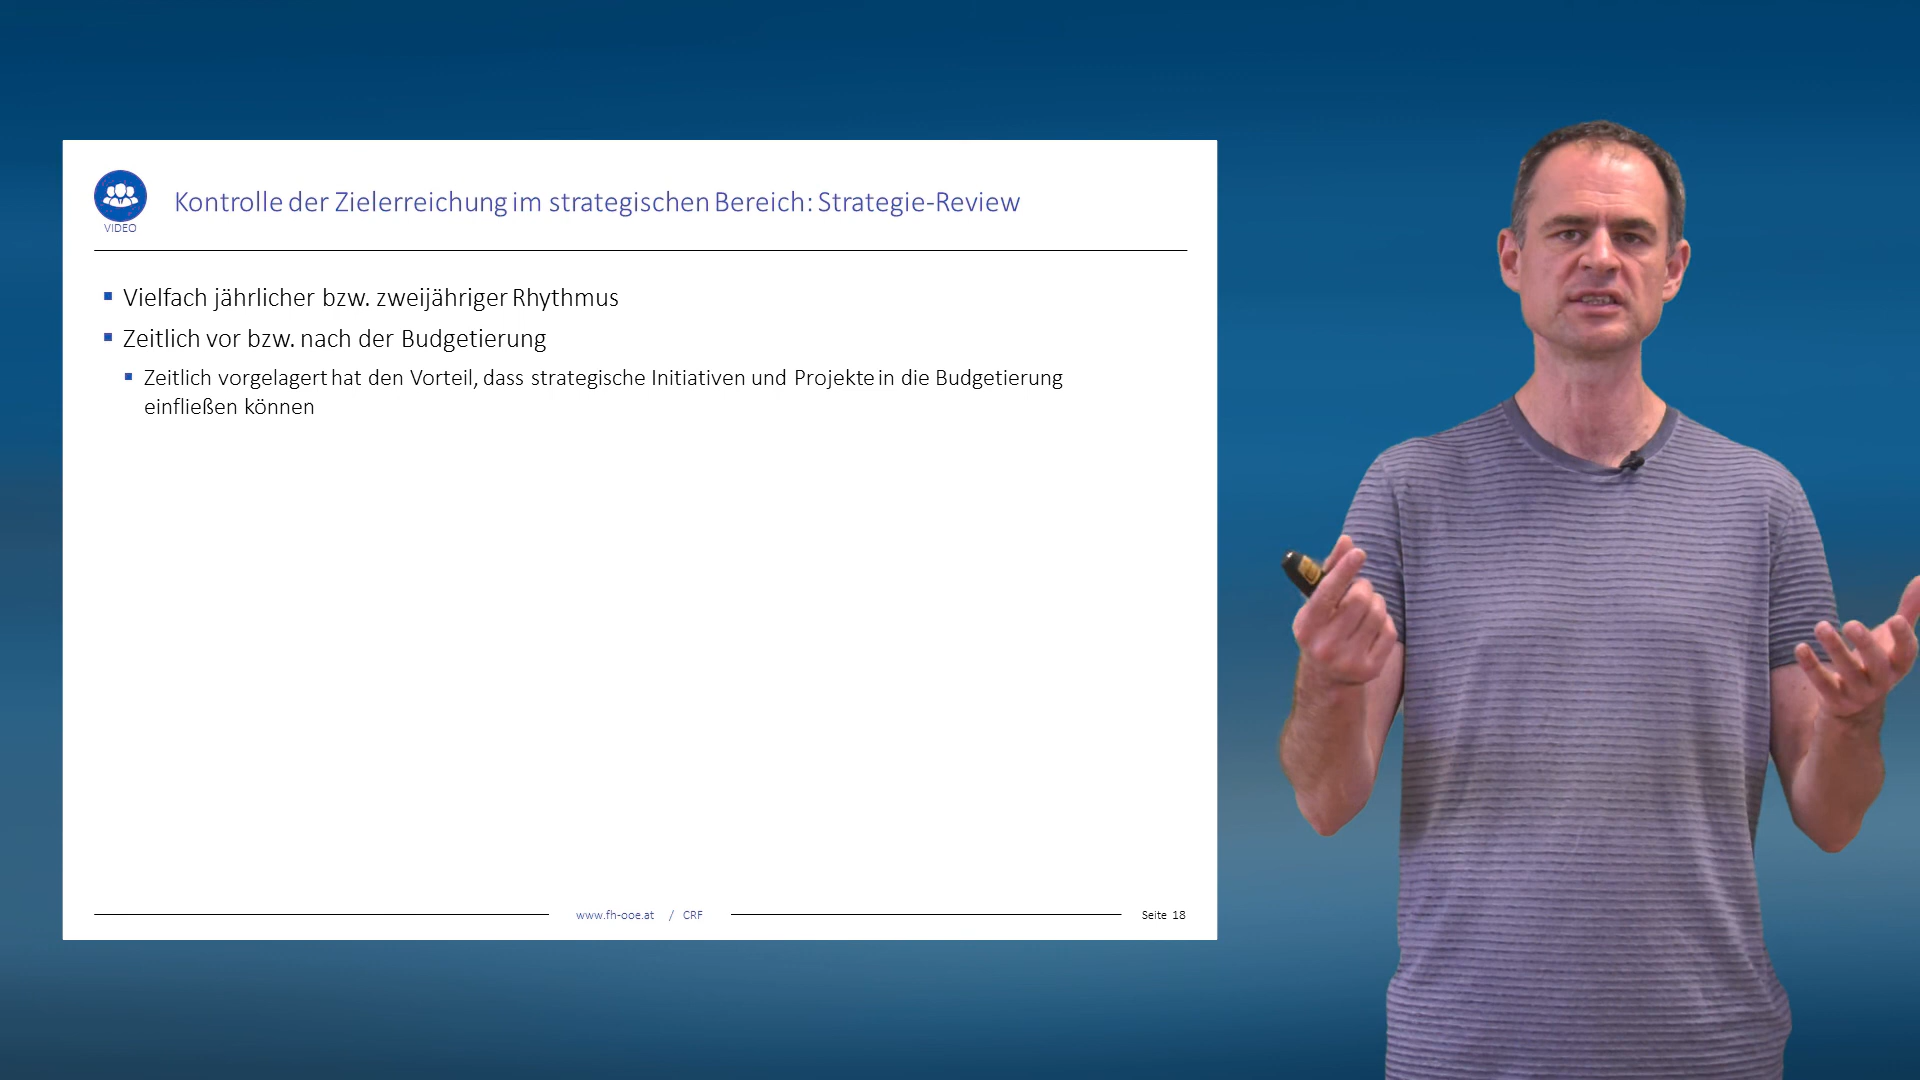 VIDEO
Kontrolle der Zielerreichung im strategischen Bereich: Strategie-Review
Vielfach jährlicher bzw. zweijähriger Rhythmus
Zeitlich vor bzw. nach der Budgetierung
Zeitlich vorgelagert hat den Vorteil, dass strategische Initiativen und Projekte in die Budgetierung
einfließen können
www.fh-ooe.at / CRF
Seite 18